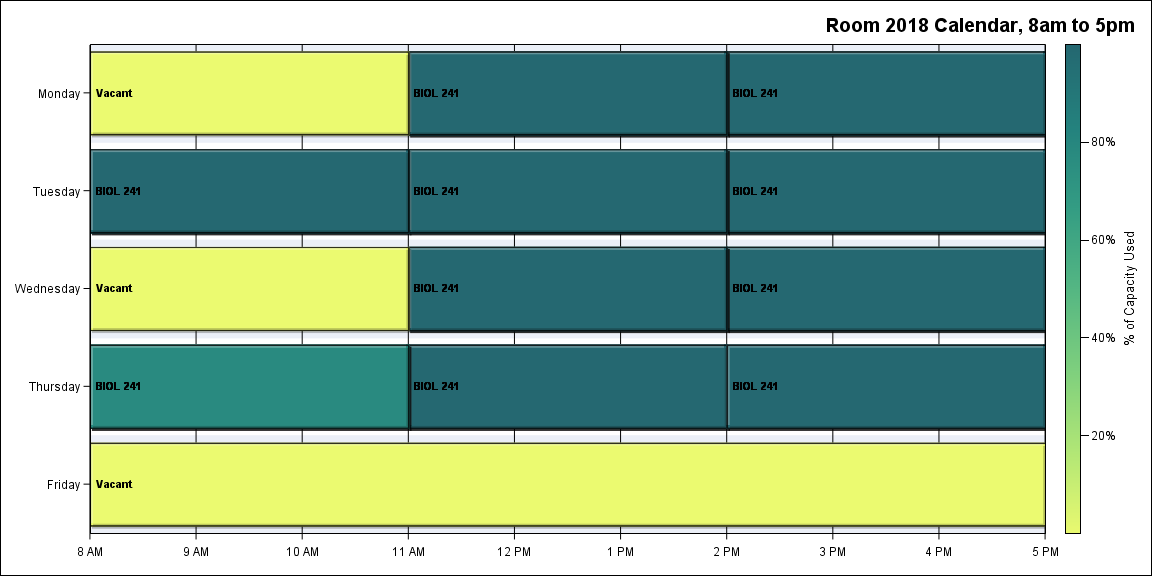 Room 2018 Calendar, 8am to 5pm
Monday
Vacant
BIOL 241
BIOL 241
Tuesday
BIOL 241
BIOL 241
BIOL 241
Wednesday
Vacant
BIOL 241
BIOL 241
Thursday
BIOL 241
BIOL 241
BIOL 241
Friday
Vacant
8 AM
9 AM
10 AM
11 AM
12 PM
1 PM
2 PM
3 PM
4 PM
5 PM
80%
60%
40%
20%
% of Capacity Used